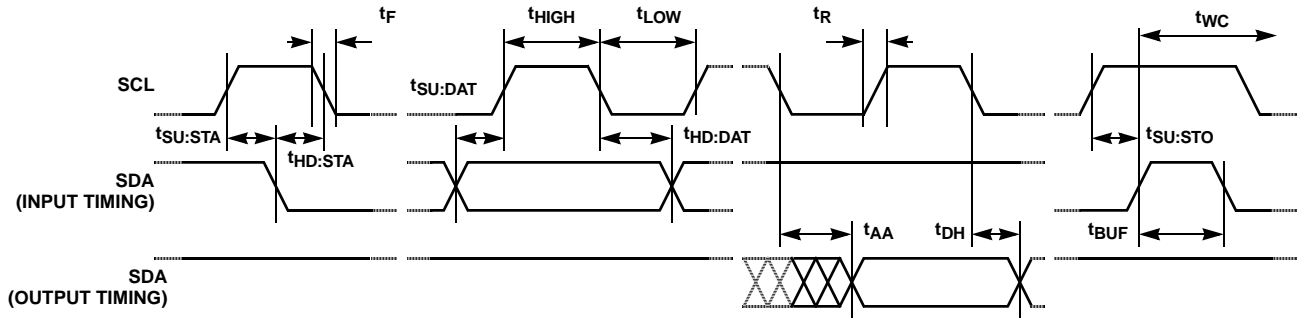 tF
tHIGH
tLOW
tR
tWC
SCL
tSU:DAT
tSU:STA
tHD:STA
tHD:DAT
tSU:STO
SDA
(INPUT TIMING)
tAA
tDH
tBUF
SDA
(OUTPUT TIMING)